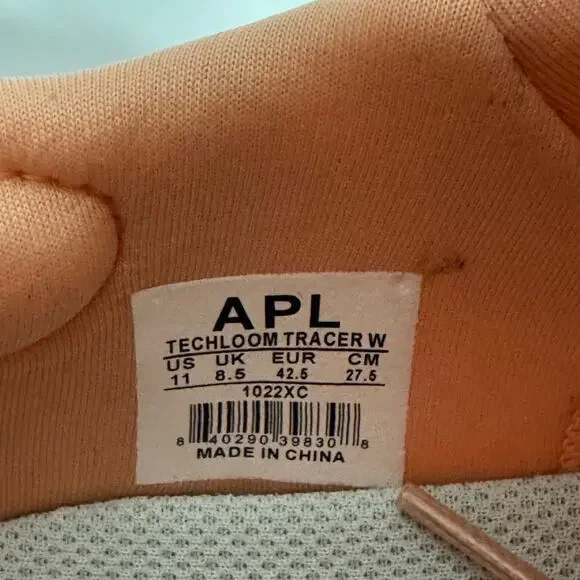 APL
TECHLOOM TRACER W
US UK EUR CM
11 8.5 42.5 27.5
1022XC
8 40290 39830 8
MADE IN CHINA